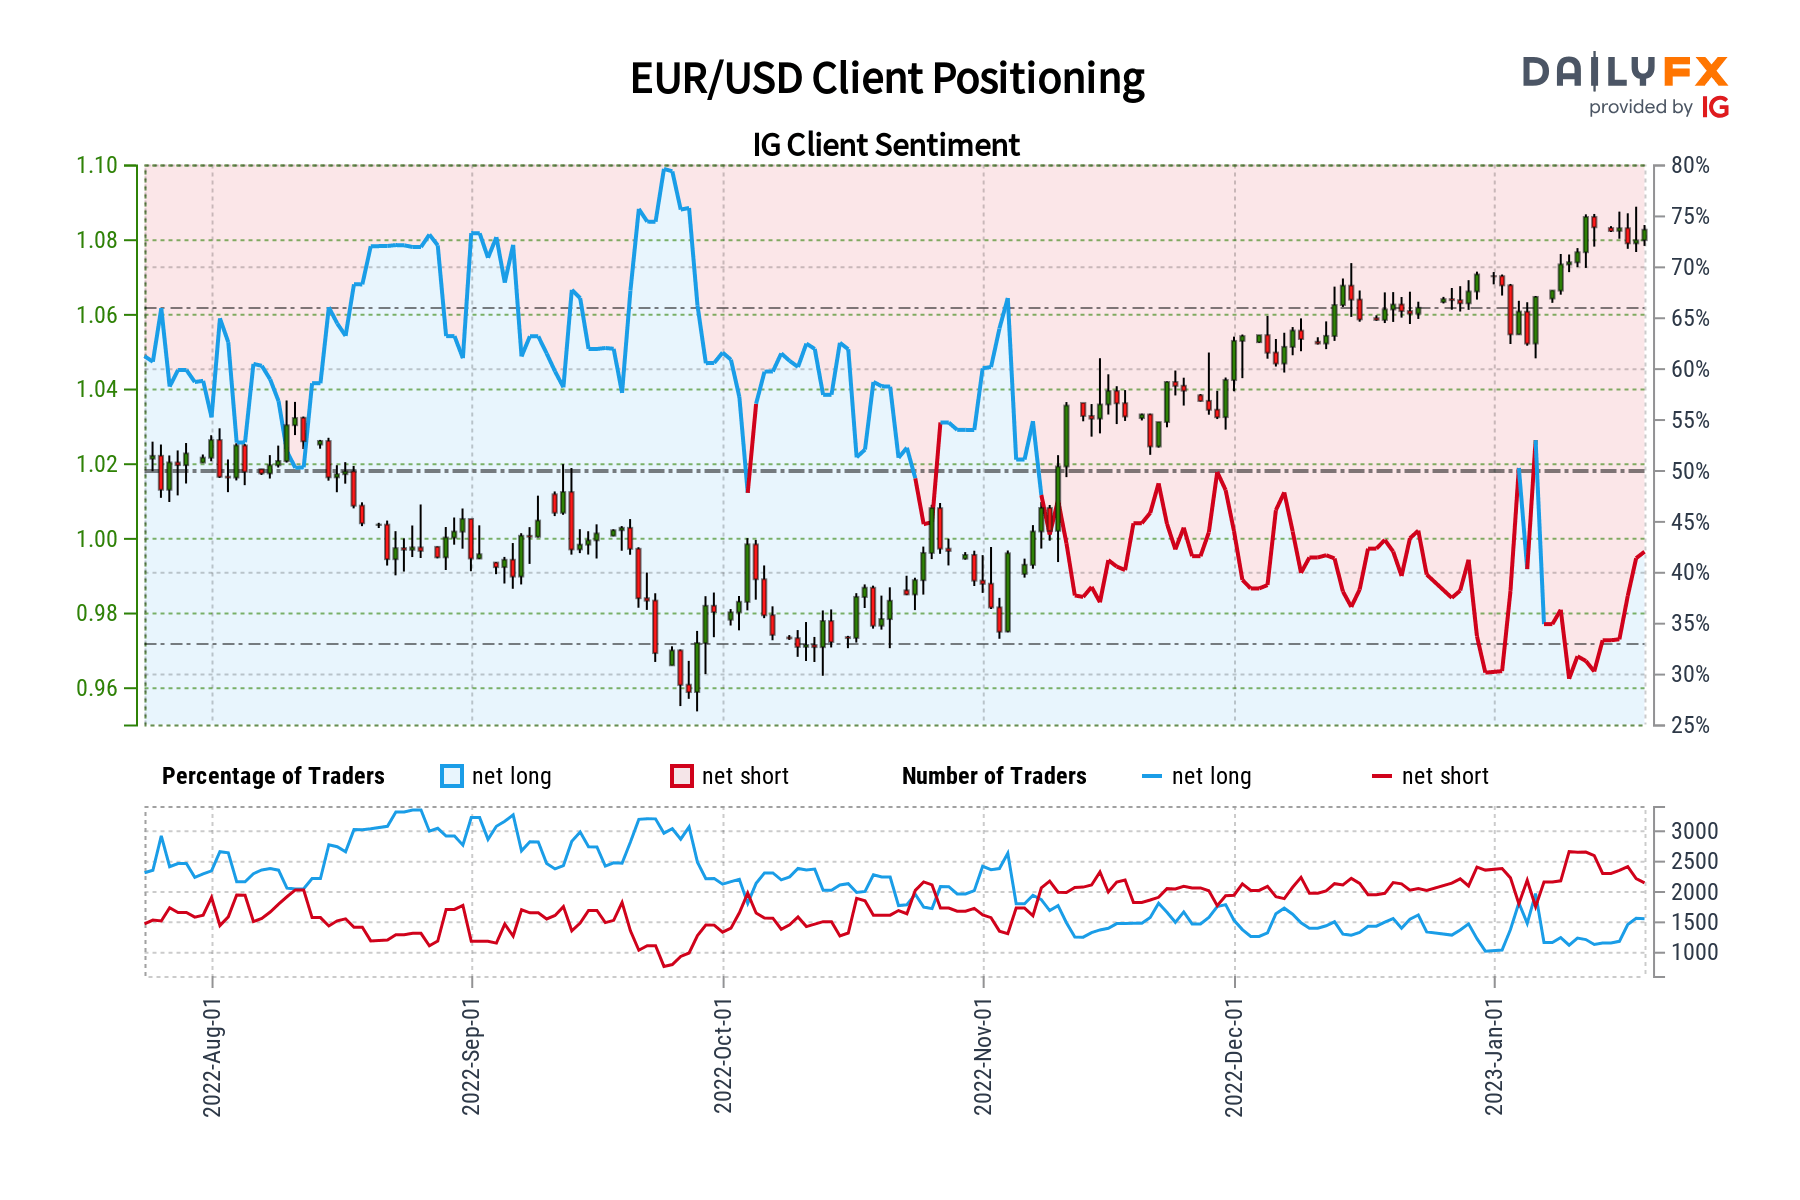 EUR/USD Client Positioning
DAILYFX
provided by IG
IG Client Sentiment
1.10
1.08
1.06
1.04
1.02
1.00
0.98
0.96
80%
75%
70%
65%
60%
55%
50%
45%
40%
35%
30%
25%
Percentage of Traders net long net short Number of Traders net long net short
3000
2500
2000
1500
1000
2022-Aug-01
2022-Sep-01
2022-Oct-01
2022-Nov-01
2022-Dec-01
2023-Jan-01